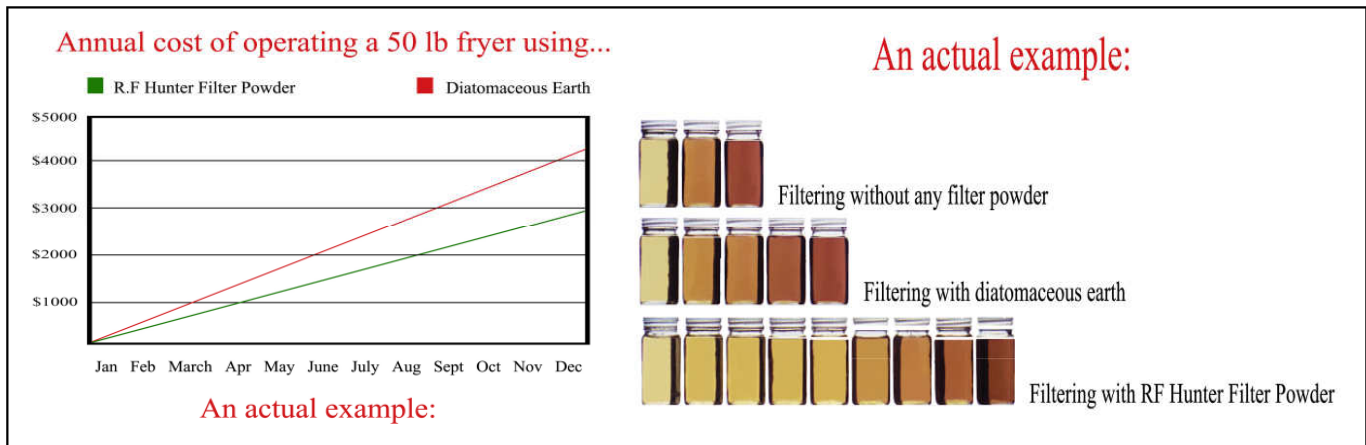 Annual cost of operating a 50 lb fryer using...
R.F Hunter Filter Powder
Diatomaceous Earth
$5000
$4000
$3000
$2000
$1000
Jan Feb March Apr May June July Aug Sept Oct Nov Dec
An actual example:
An actual example:
Filtering without any filter powder
Filtering with diatomaceous earth
Filtering with RF Hunter Filter Powder